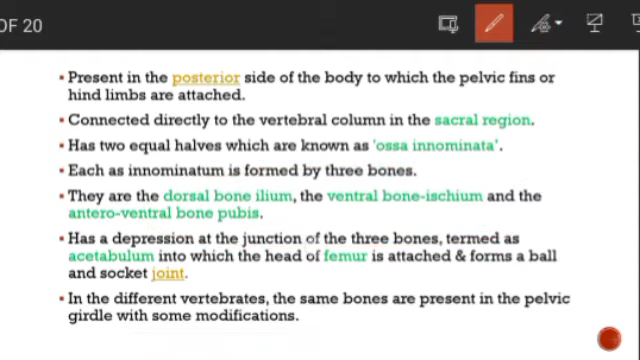 OF 20
Present in the posterior side of the body to which the pelvic fins or
hind limbs are attached.
Connected directly to the vertebral column in the sacral region.
Has two equal halves which are known as 'ossa innominata'.
Each as innominatum is formed by three bones.
They are the dorsal bone ilium, the ventral bone-ischium and the
antero-ventral bone pubis.
Has a depression at the junction of the three bones, termed as
acetabulum into which the head of femur is attached & forms a ball
and socket joint.
In the different vertebrates, the same bones are present in the pelvic
girdle with some modifications.